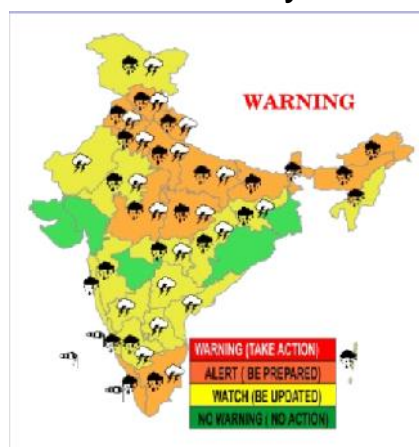 WARNING
WARNING (TAKE ACTION)
ALERT ( BE PREPARED)
WATCH (BE UPDATED)
NO WARNING ( NO ACTION)